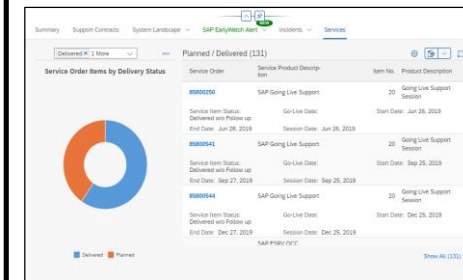 NEW
Summary Support Contracts System Landscape SAP EarlyWatch Alert Incidents Services
Delivered × 1 More
Service Order Items by Delivery Status
Delivered Planned
Planned / Delivered (131)
Service Order Service Product Descrip-tion Item No. Product Description
85800250 SAP Going Live Support 20 Going Live Support Session
Service Item Status: Go-Live Date: Start Date: Jun 26, 2019
Delivered w/o Follow up
End Date: Jun 28, 2019 Session Date: Jun 26, 2019
85800541 SAP Going Live Support 20 Going Live Support Session
Service Item Status: Go-Live Date: Start Date: Sep 25, 2019
Delivered w/o Follow up
End Date: Sep 27, 2019 Session Date: Sep 25, 2019
85800544 SAP Going Live Support 20 Going Live Support Session
Service Item Status: Go-Live Date: Start Date: Dec 25, 2019
Delivered w/o Follow up
End Date: Dec 27, 2019 Session Date: Dec 25, 2019
Show All (131)